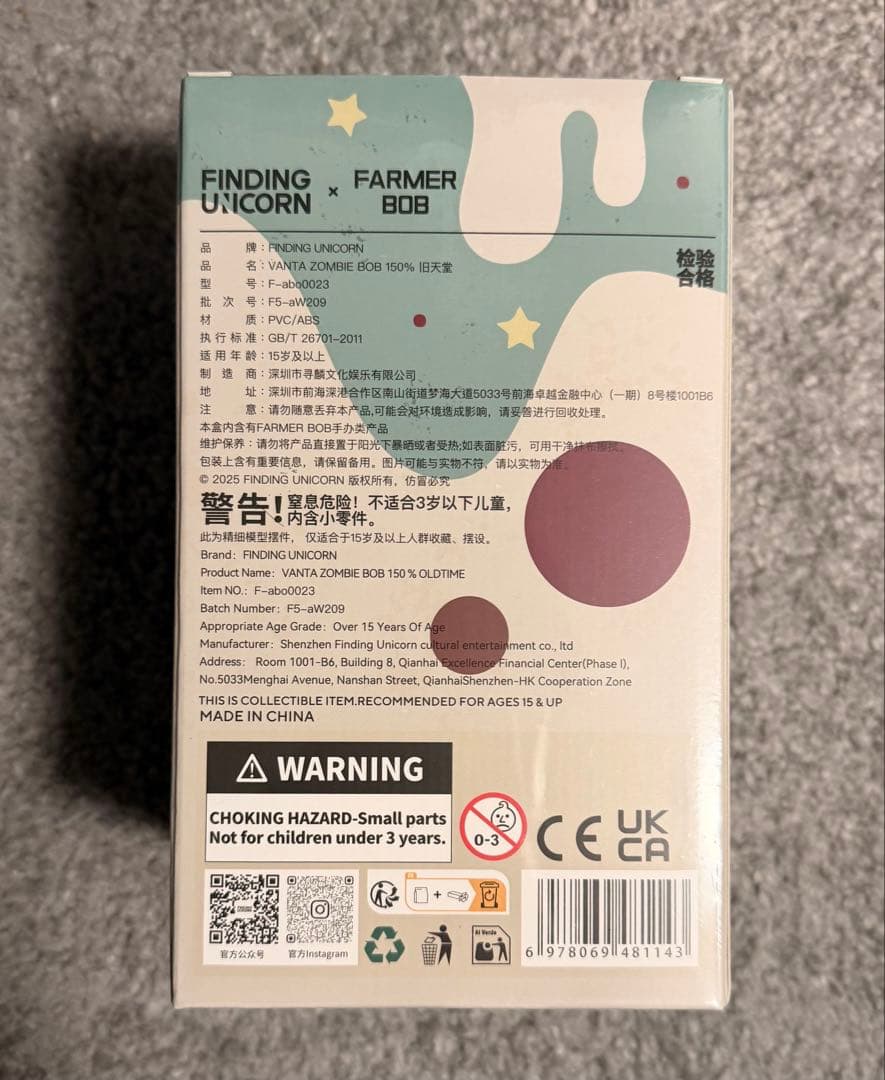 FINDING UNICORN × FARMER BOB
品牌：FINDING UNICORN
品名：VANTA ZOMBIE BOB 150% 旧天堂
型号：F-abo0023
批次号：F5-aW209
材质：PVC/ABS
执行标准：GB/T 26701-2011
适用年龄：15岁及以上
制造商：深圳市寻麟文化娱乐有限公司
地址：深圳市前海深港合作区南山街道梦海大道5033号前海卓越金融中心（一期）8号楼1001B6
注意：请勿随意丢弃本产品,可能会对环境造成影响，请妥善进行回收处理。
本盒内含有FARMER BOB手办类产品
维护保养：请勿将产品直接置于阳光下暴晒或者受热;如表面脏污，可用干净抹布擦拭。
包装上含有重要信息，请保留备用。图片可能与实物不符，请以实物为准。
© 2025 FINDING UNICORN 版权所有，仿冒必究
检验
合格
警告！窒息危险！不适合3岁以下儿童，
内含小零件。
此为精细模型摆件， 仅适合于15岁及以上人群收藏、摆设。
Brand：FINDING UNICORN
Product Name：VANTA ZOMBIE BOB 150 % OLDTIME
Item NO.：F-abo0023
Batch Number：F5-aW209
Appropriate Age Grade：Over 15 Years Of Age
Manufacturer：Shenzhen Finding Unicorn cultural entertainment co., ltd
Address： Room 1001-B6, Building 8, Qianhai Excellence Financial Center(Phase I),
No.5033Menghai Avenue, Nanshan Street, QianhaiShenzhen-HK Cooperation Zone
THIS IS COLLECTIBLE ITEM.RECOMMENDED FOR AGES 15 & UP
MADE IN CHINA
WARNING
CHOKING HAZARD-Small parts
Not for children under 3 years.
0-3
CE
UK
CA
官方公众号
官方Instagram
FR
+
Al Verde
6 978069 481143